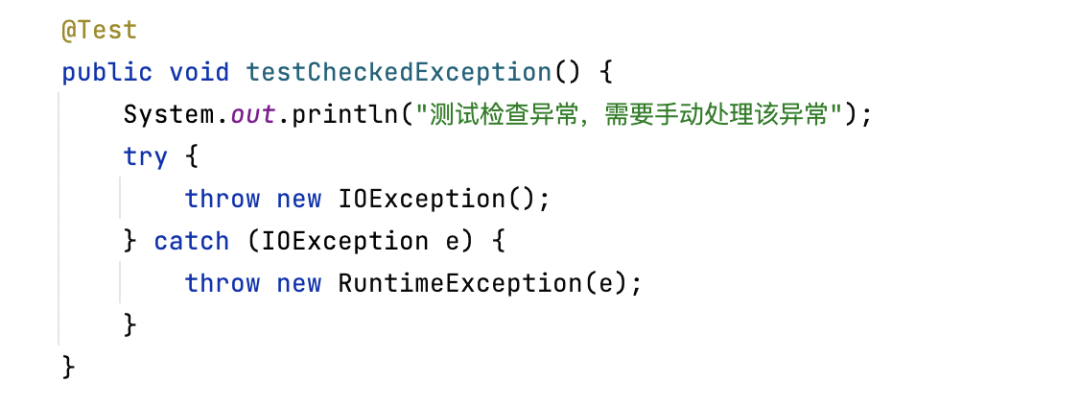 @Test
public void testCheckedException() {
    System.out.println("测试检查异常，需要手动处理该异常");
    try {
        throw new IOException();
    } catch (IOException e) {
        throw new RuntimeException(e);
    }
}